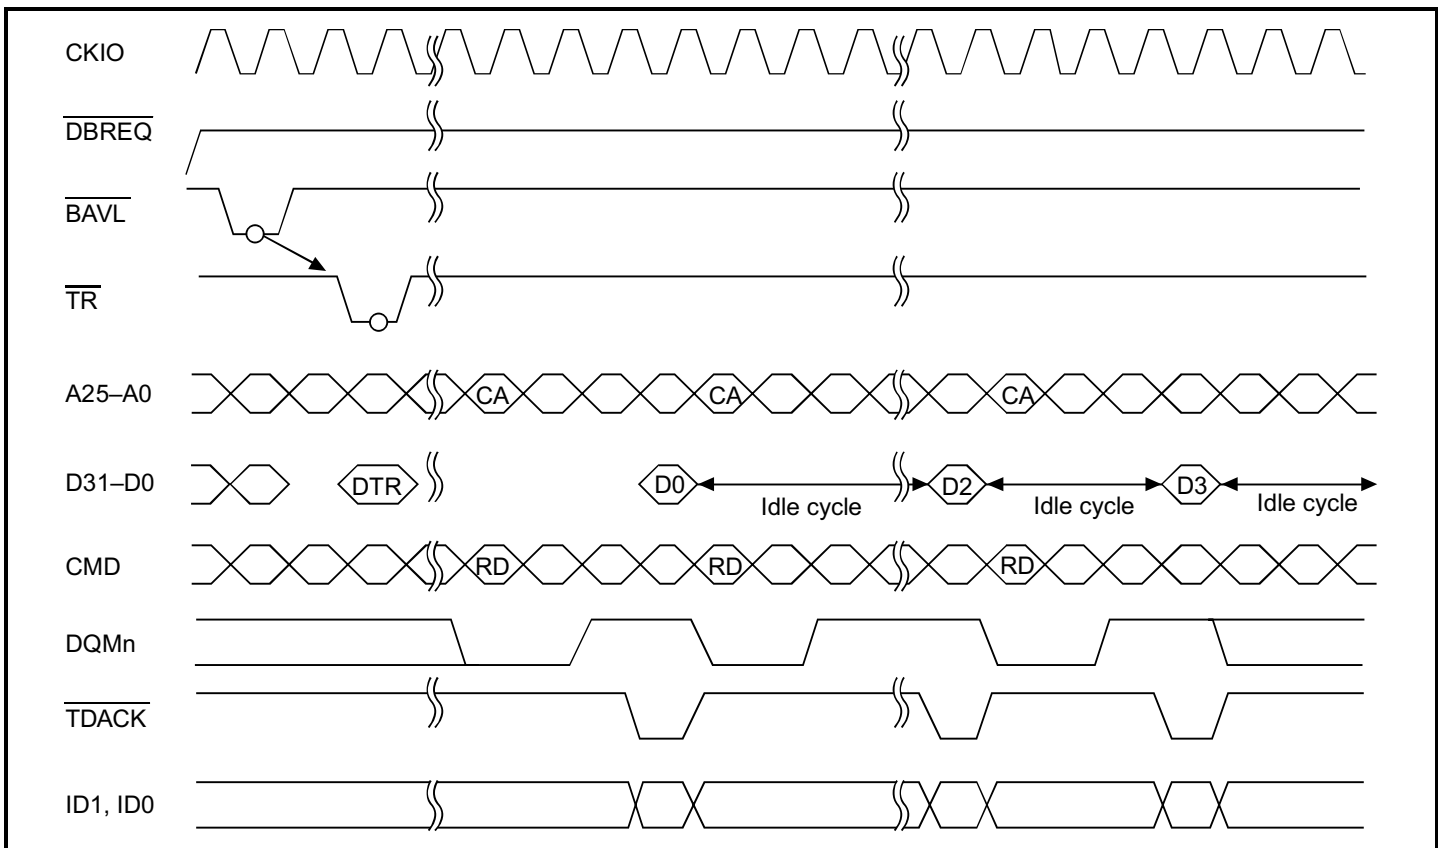 CKIO
DBREQ
BAVL
TR
A25–A0 CA CA CA
D31–D0 DTR D0 Idle cycle D2 Idle cycle D3 Idle cycle
CMD RD RD RD
DQMn
TDACK
ID1, ID0